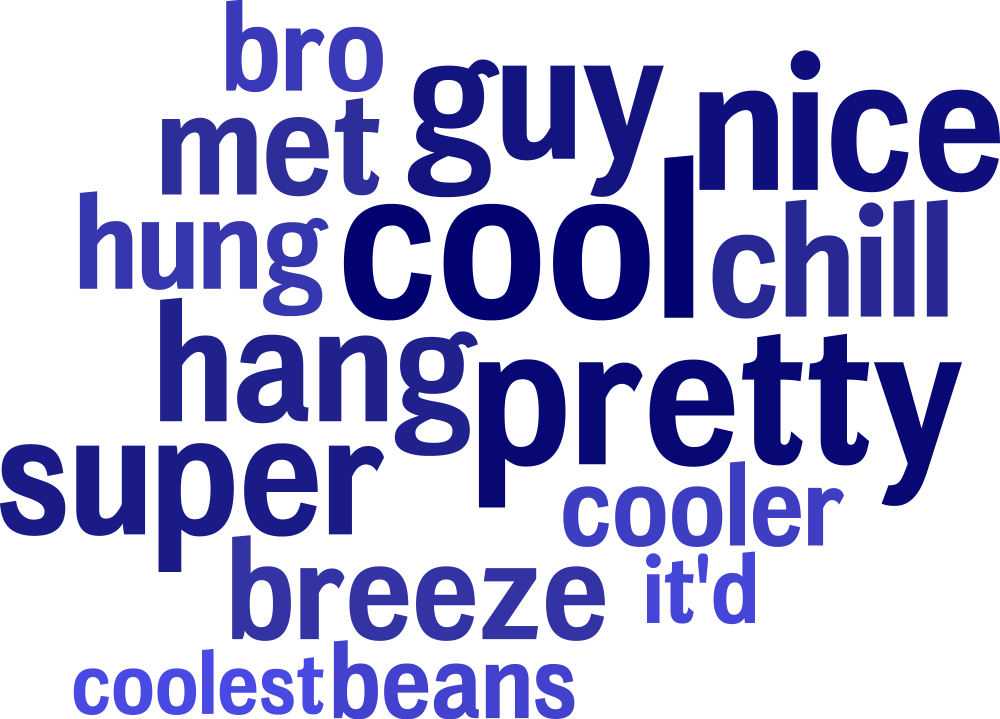 bro
guy nice
met
cool
hung chill
hang
pretty
super
cooler
breeze it'd
coolest beans